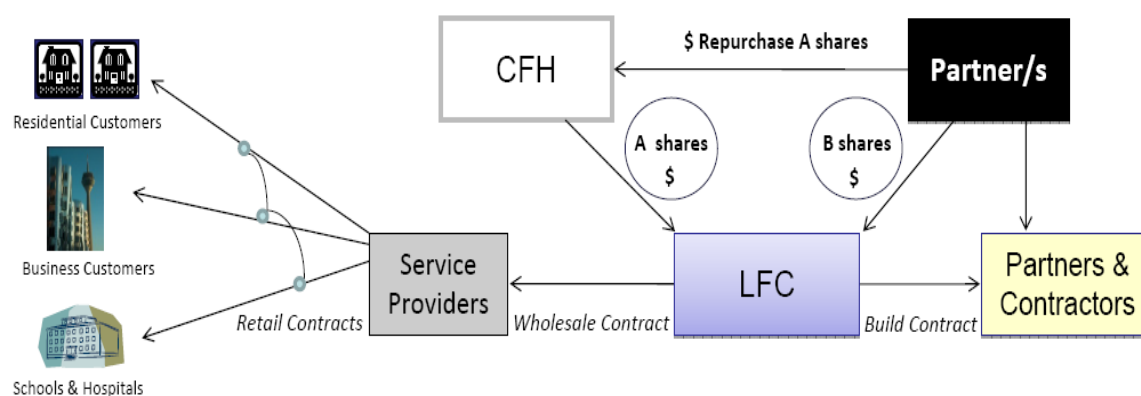 Residential Customers
Business Customers
Schools & Hospitals
Retail Contracts
Service
Providers
Wholesale Contract
CFH
$ Repurchase A shares
Partner/s
A shares
$
B shares
$
LFC
Build Contract
Partners &
Contractors